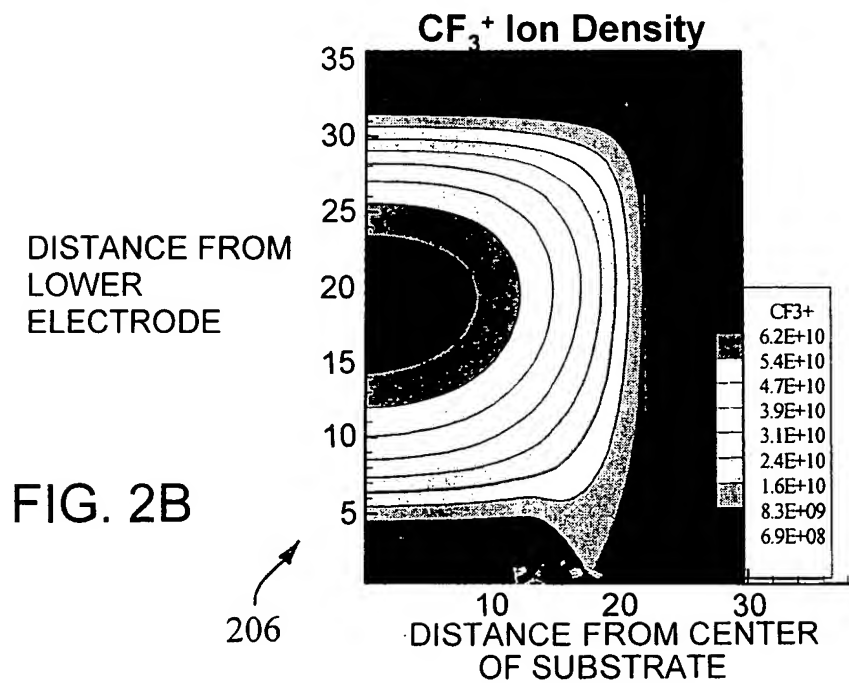 CF₃⁺ Ion Density
35
30
25
20
15
10
5
DISTANCE FROM
LOWER
ELECTRODE
FIG. 2B
206
10 20 30
DISTANCE FROM CENTER
OF SUBSTRATE
CF3+
6.2E+10
5.4E+10
4.7E+10
3.9E+10
3.1E+10
2.4E+10
1.6E+10
8.3E+09
6.9E+08